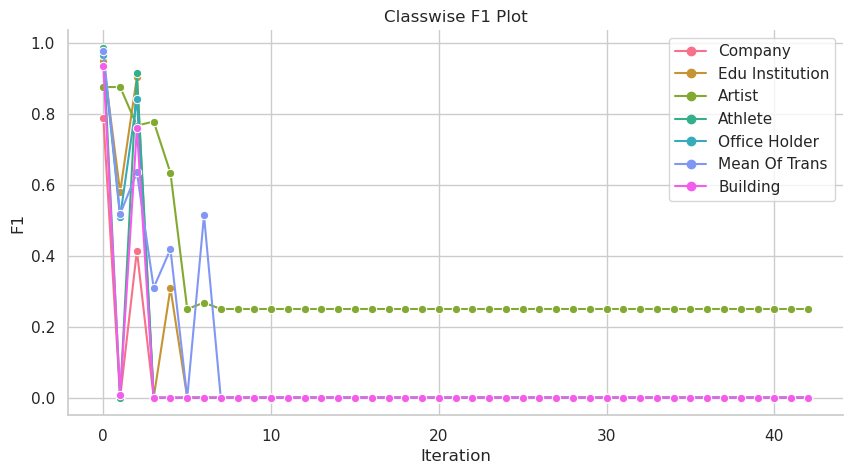 Classwise F1 Plot
1.0
0.8
0.6
0.4
0.2
0.0
F1
0
10
20
30
40
Iteration
Company
Edu Institution
Artist
Athlete
Office Holder
Mean Of Trans
Building